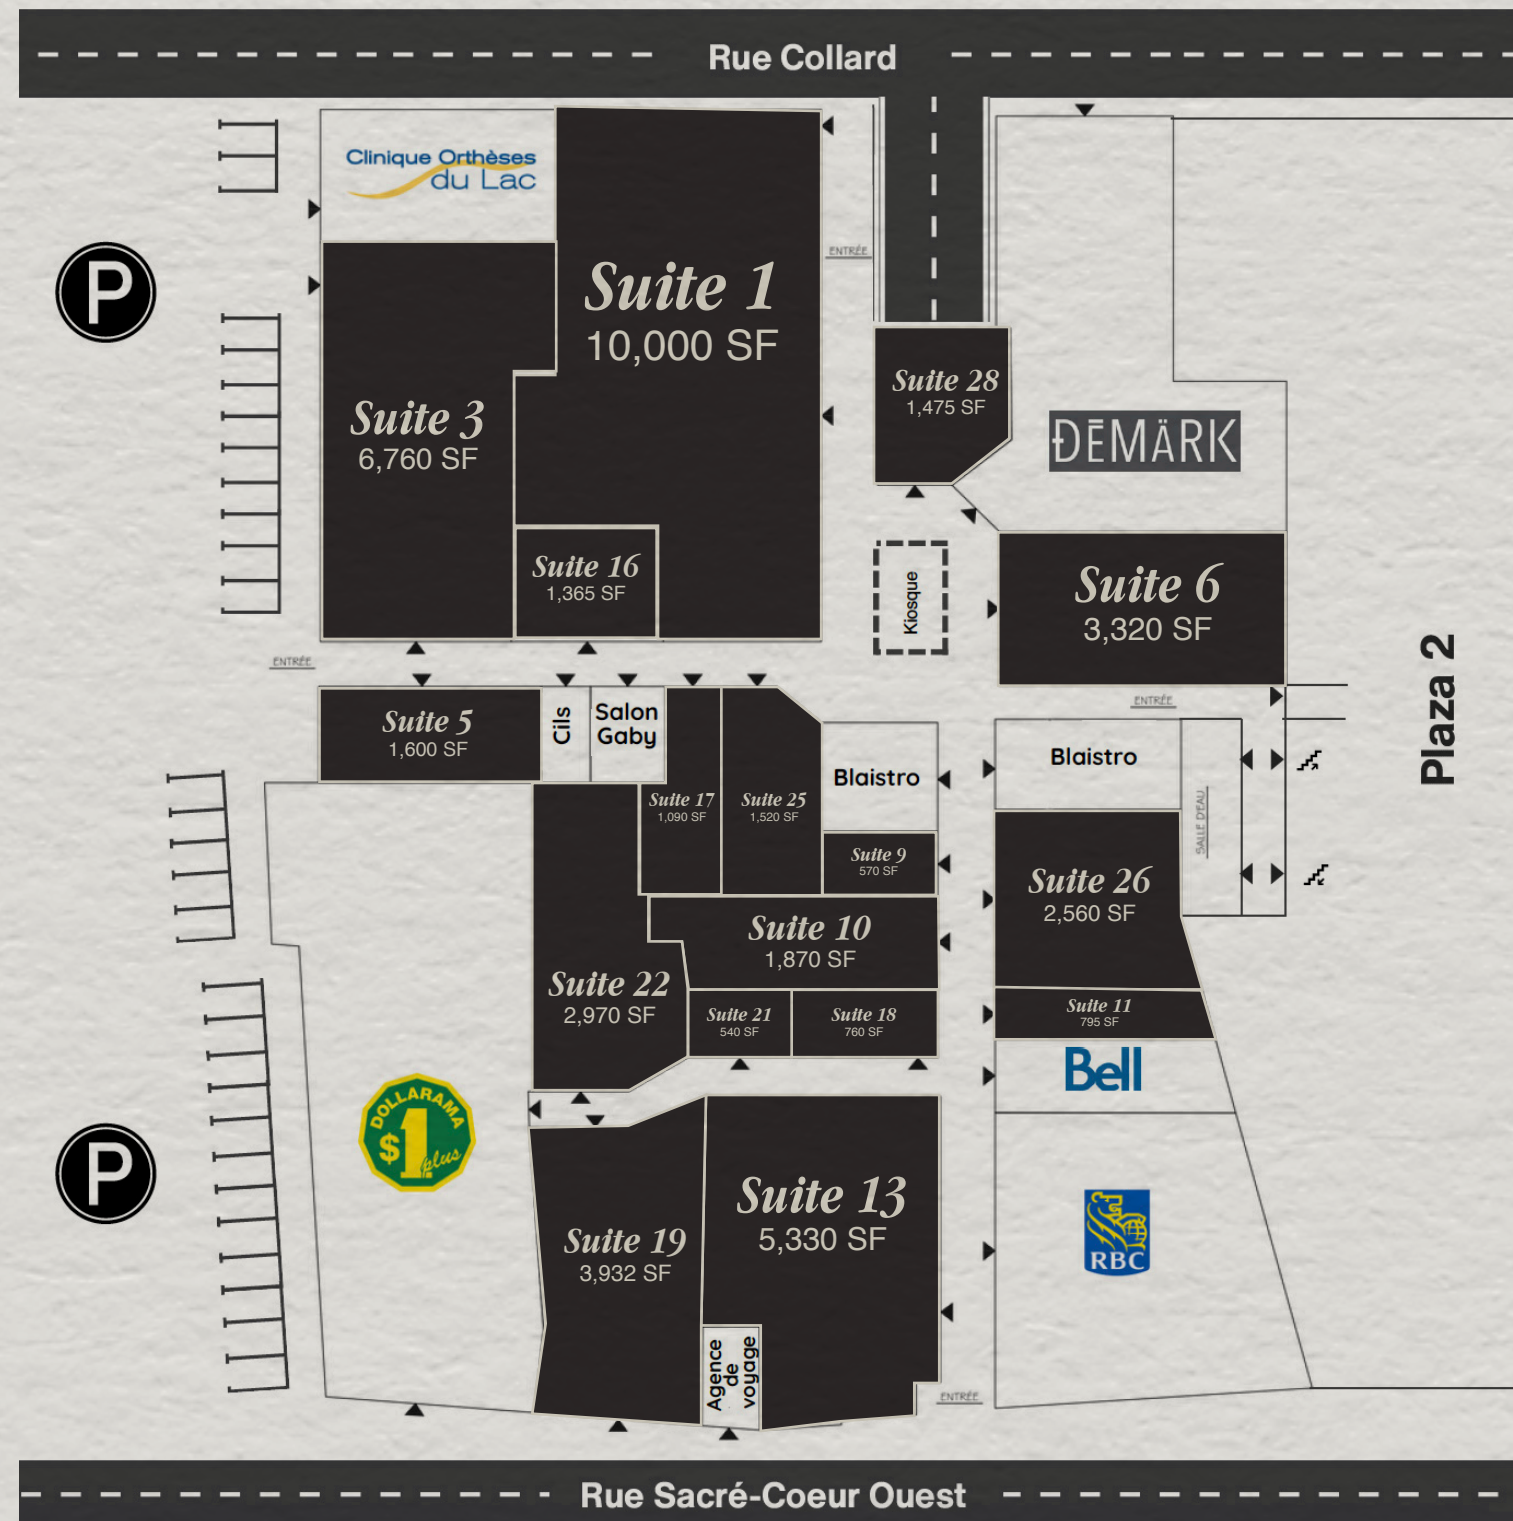 Rue Collard
Clinique Orthèses
du Lac
Suite 1
10,000 SF
ENTRÉE
P
Suite 3
6,760 SF
Suite 28
1,475 SF
DEMÄRK
Suite 16
1,365 SF
Kiosque
Suite 6
3,320 SF
Plaza 2
ENTRÉE
ENTRÉE
Suite 5
1,600 SF
Cils
Salon
Gaby
Suite 17
1,090 SF
Suite 25
1,520 SF
Blaistro
Blaistro
SALLE D'EAU
Suite 9
570 SF
Suite 26
2,560 SF
Suite 10
1,870 SF
Suite 22
2,970 SF
Suite 21
540 SF
Suite 18
760 SF
Suite 11
795 SF
Bell
DOLLARAMA
$1
plus
P
Suite 19
3,932 SF
Suite 13
5,330 SF
RBC
Agence
de
voyage
ENTRÉE
Rue Sacré-Coeur Ouest